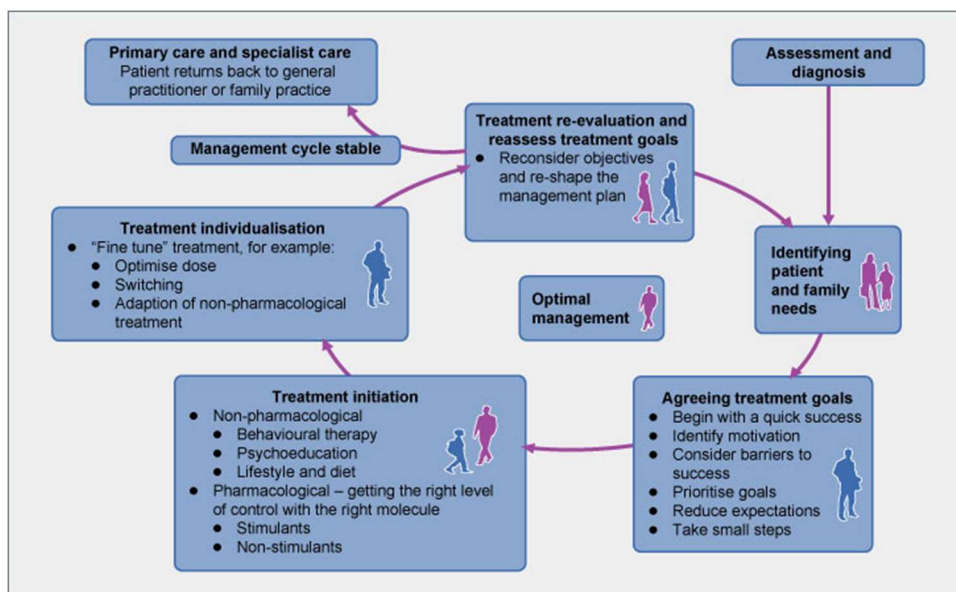 Primary care and specialist care
Patient returns back to general
practitioner or family practice
Management cycle stable
Assessment and
diagnosis
Treatment re-evaluation and
reassess treatment goals
● Reconsider objectives
and re-shape the
management plan
Treatment individualisation
● “Fine tune” treatment, for example:
● Optimise dose
● Switching
● Adaption of non-pharmacological
treatment
Identifying
patient
and family
needs
Optimal
management
Treatment initiation
● Non-pharmacological
● Behavioural therapy
● Psychoeducation
● Lifestyle and diet
● Pharmacological – getting the right level
of control with the right molecule
● Stimulants
● Non-stimulants
Agreeing treatment goals
● Begin with a quick success
● Identify motivation
● Consider barriers to
success
● Prioritise goals
● Reduce expectations
● Take small steps